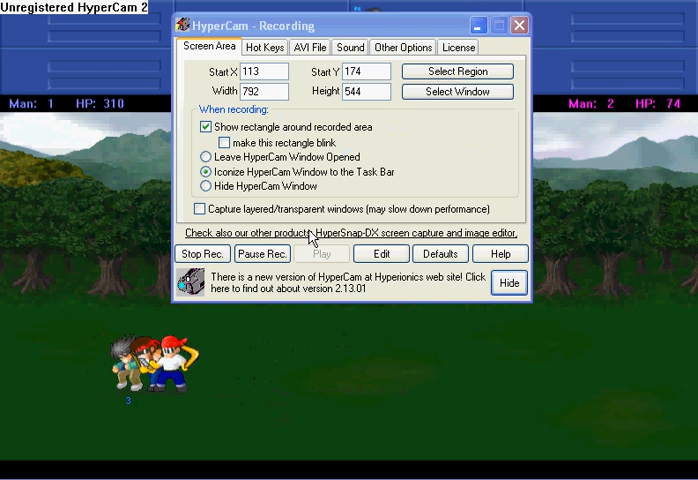 Unregistered HyperCam 2
HyperCam - Recording
Screen Area Hot Keys AVI File Sound Other Options License
Start X 113 Start Y 174 Select Region
Width 792 Height 544 Select Window
Man: 1 HP: 310
Man: 2 HP: 74
When recording:
Show rectangle around recorded area
make this rectangle blink
Leave HyperCam Window Opened
Iconize HyperCam Window to the Task Bar
Hide HyperCam Window
Capture layered/transparent windows (may slow down performance)
Check also our other products: HyperSnap-DX screen capture and image editor,
Stop Rec. Pause Rec. Play Edit Defaults Help
There is a new version of HyperCam at Hyperionics web site! Click
here to find out about version 2.13.01
Hide
3